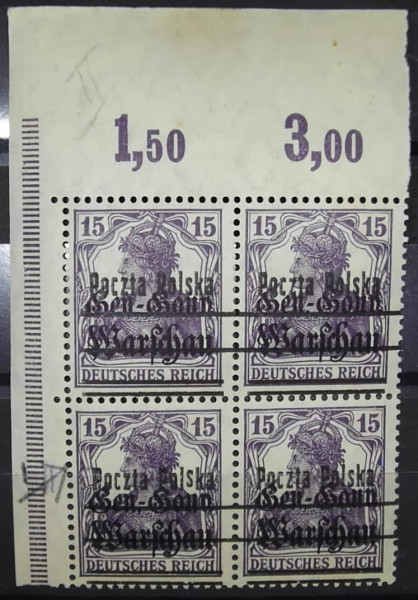 1,50 3,00
15 15 15 15
Poczta Polska Poczta Polska
Gen.-Gouv. Gen.-Gouv.
Warschau Warschau
DEUTSCHES REICH DEUTSCHES REICH
15 15 15 15
Poczta Polska Poczta Polska
Gen.-Gouv. Gen.-Gouv.
Warschau Warschau
DEUTSCHES REICH DEUTSCHES REICH